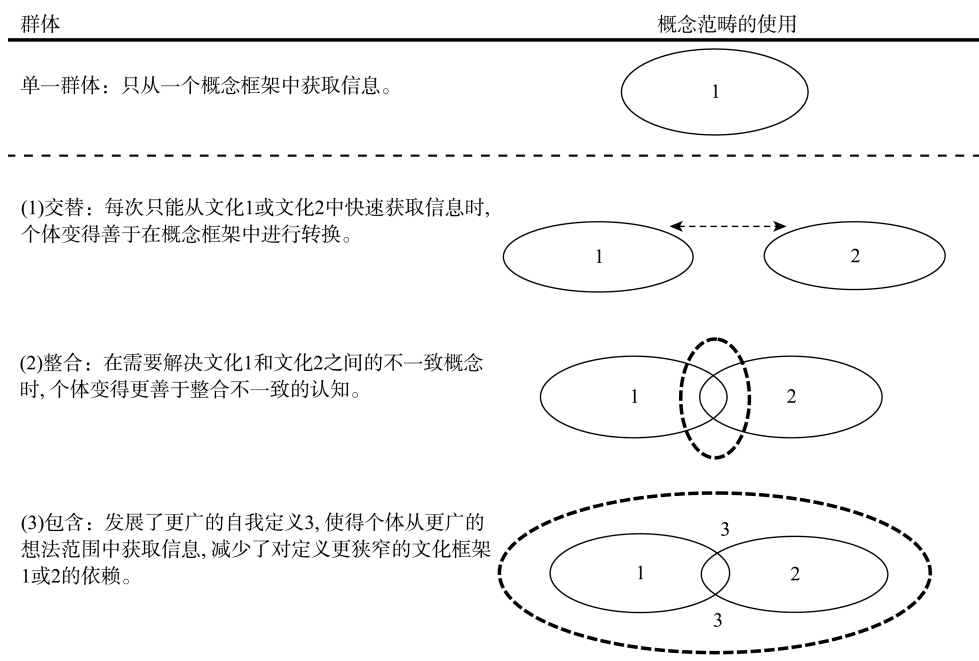 群体 概念范畴的使用
单一群体：只从一个概念框架中获取信息。
1
(1)交替：每次只能从文化1或文化2中快速获取信息时,
个体变得善于在概念框架中进行转换。
1 2
(2)整合：在需要解决文化1和文化2之间的不一致概念
时, 个体变得更善于整合不一致的认知。
1 2
(3)包含：发展了更广的自我定义3, 使得个体从更广的
想法范围中获取信息, 减少了对定义更狭窄的文化框架
1或2的依赖。
3
1 2
3